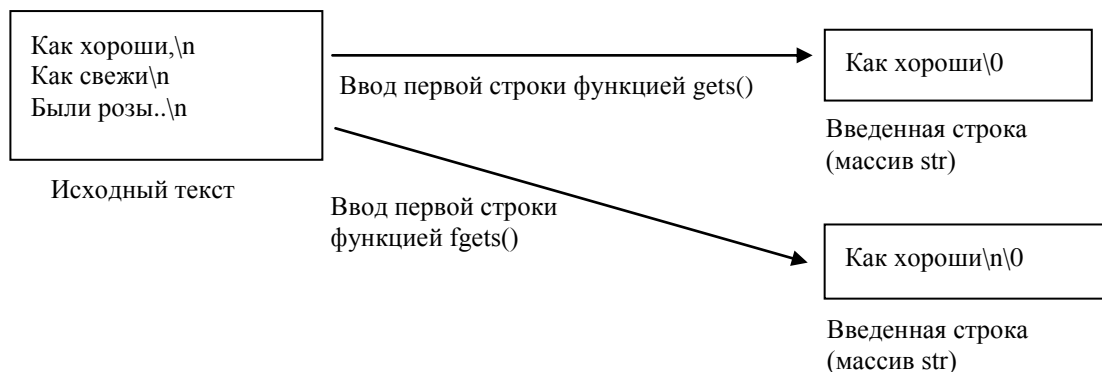 Как хороши,\n
Как свежи\n
Были розы..\n
Исходный текст
Ввод первой строки функцией gets()
Как хороши\0
Введенная строка
(массив str)
Ввод первой строки
функцией fgets()
Как хороши\n\0
Введенная строка
(массив str)